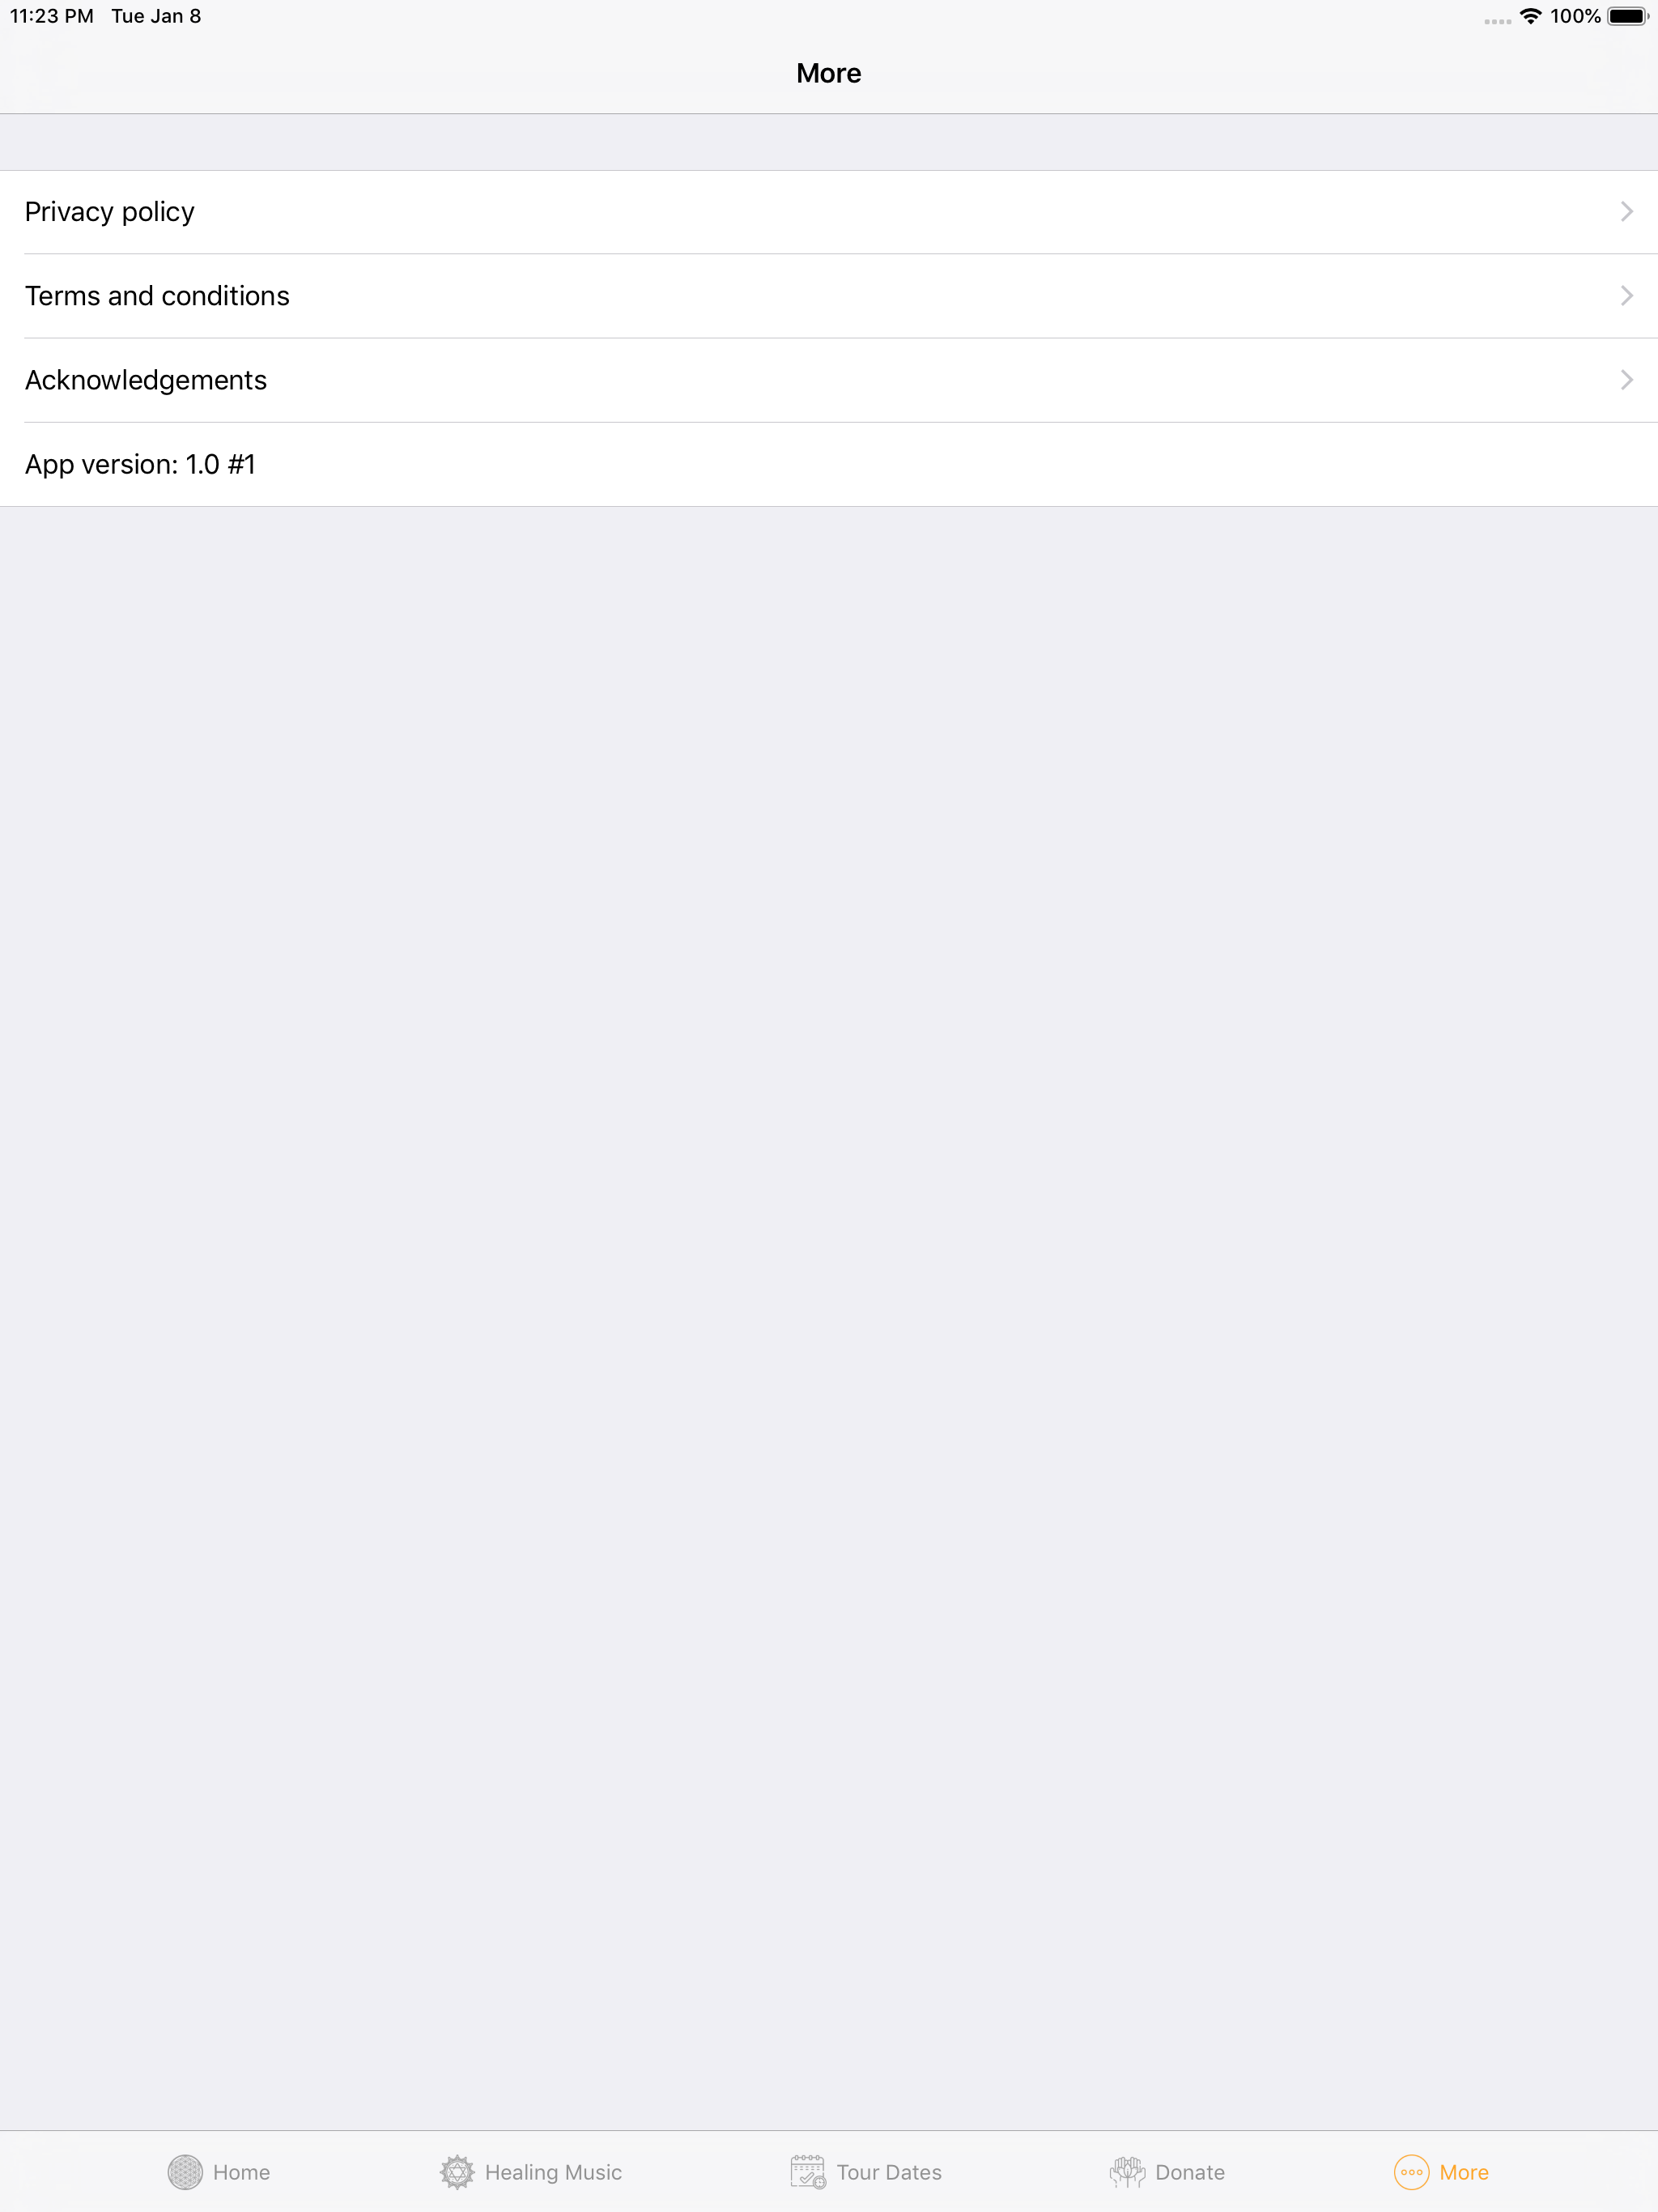 11:23 PM Tue Jan 8 100%
More
Privacy policy
Terms and conditions
Acknowledgements
App version: 1.0 #1
Home Healing Music Tour Dates Donate More